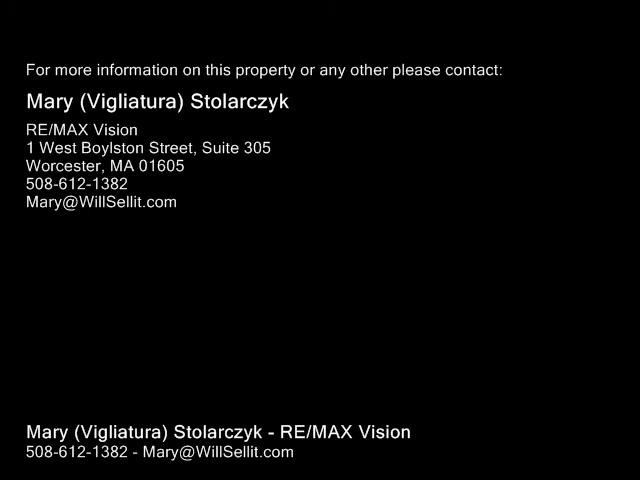 For more information on this property or any other please contact:
Mary (Vigliatura) Stolarczyk
RE/MAX Vision
1 West Boylston Street, Suite 305
Worcester, MA 01605
508-612-1382
Mary@WillSellit.com
Mary (Vigliatura) Stolarczyk - RE/MAX Vision
508-612-1382 - Mary@WillSellit.com